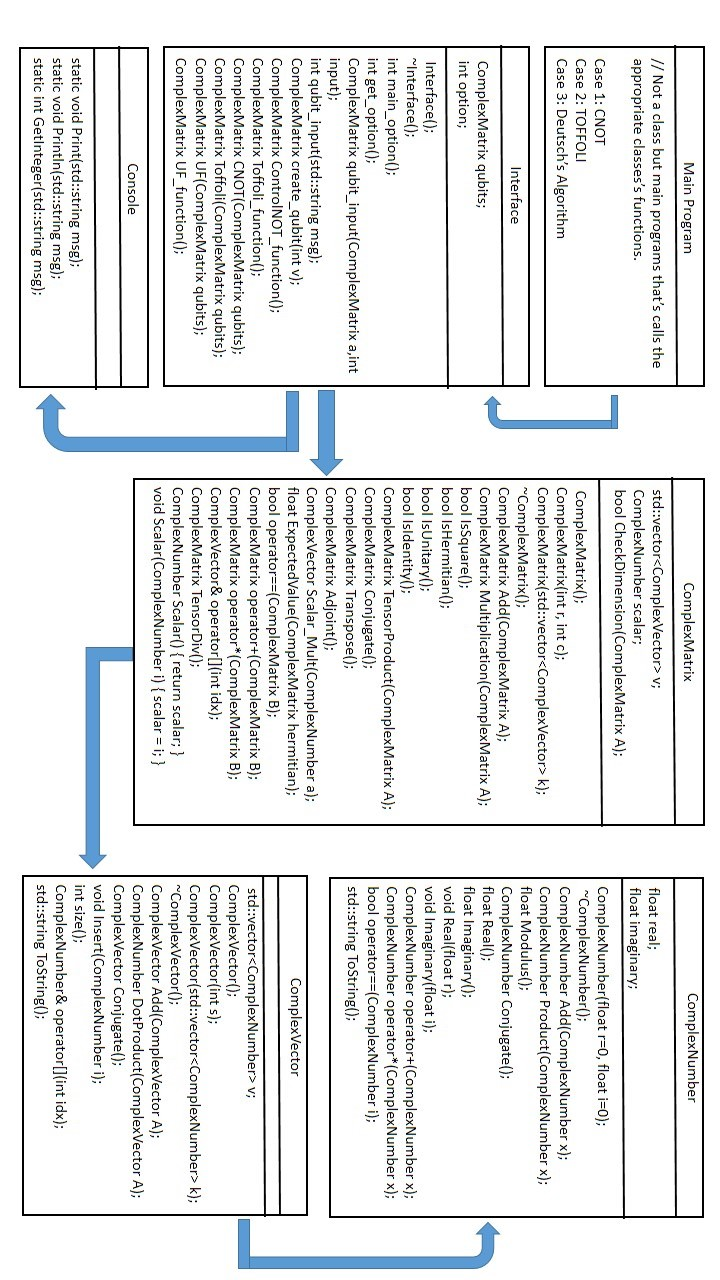 Main Program
// Not a class but main programs that's calls the
appropriate classes's functions.
Case 1: CNOT
Case 2: TOFFOLI
Case 3: Deutsch's Algorithm
Interface
ComplexMatrix qubits;
int option;
Interface();
~Interface();
int main_option();
int get_option();
ComplexMatrix qubit_input(ComplexMatrix a,int
input);
int qubit_input(std::string msg);
ComplexMatrix create_qubit(int v);
ComplexMatrix ControlNOT_function();
ComplexMatrix Toffoli_function();
ComplexMatrix CNOT(ComplexMatrix qubits);
ComplexMatrix Toffoli(ComplexMatrix qubits);
ComplexMatrix UF(ComplexMatrix qubits);
ComplexMatrix UF_function();
Console
static void Print(std::string msg);
static void Println(std::string msg);
static int GetInteger(std::string msg);
ComplexMatrix
std::vector<ComplexVector> v;
ComplexNumber scalar;
bool CheckDimension(ComplexMatrix A);
ComplexMatrix();
ComplexMatrix(int r, int c);
ComplexMatrix(std::vector<ComplexVector> k);
~ComplexMatrix();
ComplexMatrix Add(ComplexMatrix A);
ComplexMatrix Multiplication(ComplexMatrix A);
bool IsSquare();
bool IsHermitian();
bool IsUnitary();
bool IsIdentity();
ComplexMatrix TensorProduct(ComplexMatrix A);
ComplexMatrix Conjugate();
ComplexMatrix Transpose();
ComplexMatrix Adjoint();
ComplexVector Scalar_Mult(ComplexNumber a);
float ExpectedValue(ComplexMatrix hermitian);
bool operator==(ComplexMatrix B);
ComplexMatrix operator+(ComplexMatrix B);
ComplexMatrix operator*(ComplexMatrix B);
ComplexVector& operator[](int idx);
ComplexMatrix TensorDiv();
ComplexNumber Scalar() { return scalar; }
void Scalar(ComplexNumber i) { scalar = i; }
ComplexNumber
float real;
float imaginary;
ComplexNumber(float r=0, float i=0);
~ComplexNumber();
ComplexNumber Add(ComplexNumber x);
ComplexNumber Product(ComplexNumber x);
float Modulus();
ComplexNumber Conjugate();
float Real();
float Imaginary();
void Real(float r);
void Imaginary(float i);
ComplexNumber operator+(ComplexNumber x);
ComplexNumber operator*(ComplexNumber x);
bool operator==(ComplexNumber i);
std::string ToString();
ComplexVector
std::vector<ComplexNumber> v;
ComplexVector();
ComplexVector(int s);
ComplexVector(std::vector<ComplexNumber> k);
~ComplexVector();
ComplexVector Add(ComplexVector A);
ComplexNumber DotProduct(ComplexVector A);
ComplexVector Conjugate();
void Insert(ComplexNumber i);
int size();
ComplexNumber& operator[](int idx);
std::string ToString();